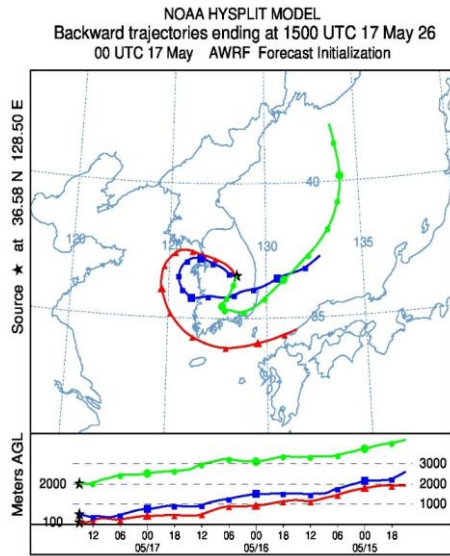 NOAA HYSPLIT MODEL
Backward trajectories ending at 1500 UTC 17 May 26
00 UTC 17 May AWRF Forecast Initialization
Source ★ at 36.58 N 128.50 E
40
120
130
135
35
Meters AGL
3000
2000
2000
1000
100
12 06 00 18 12 06 00 18 12 06 00 18
05/17 05/16 05/16